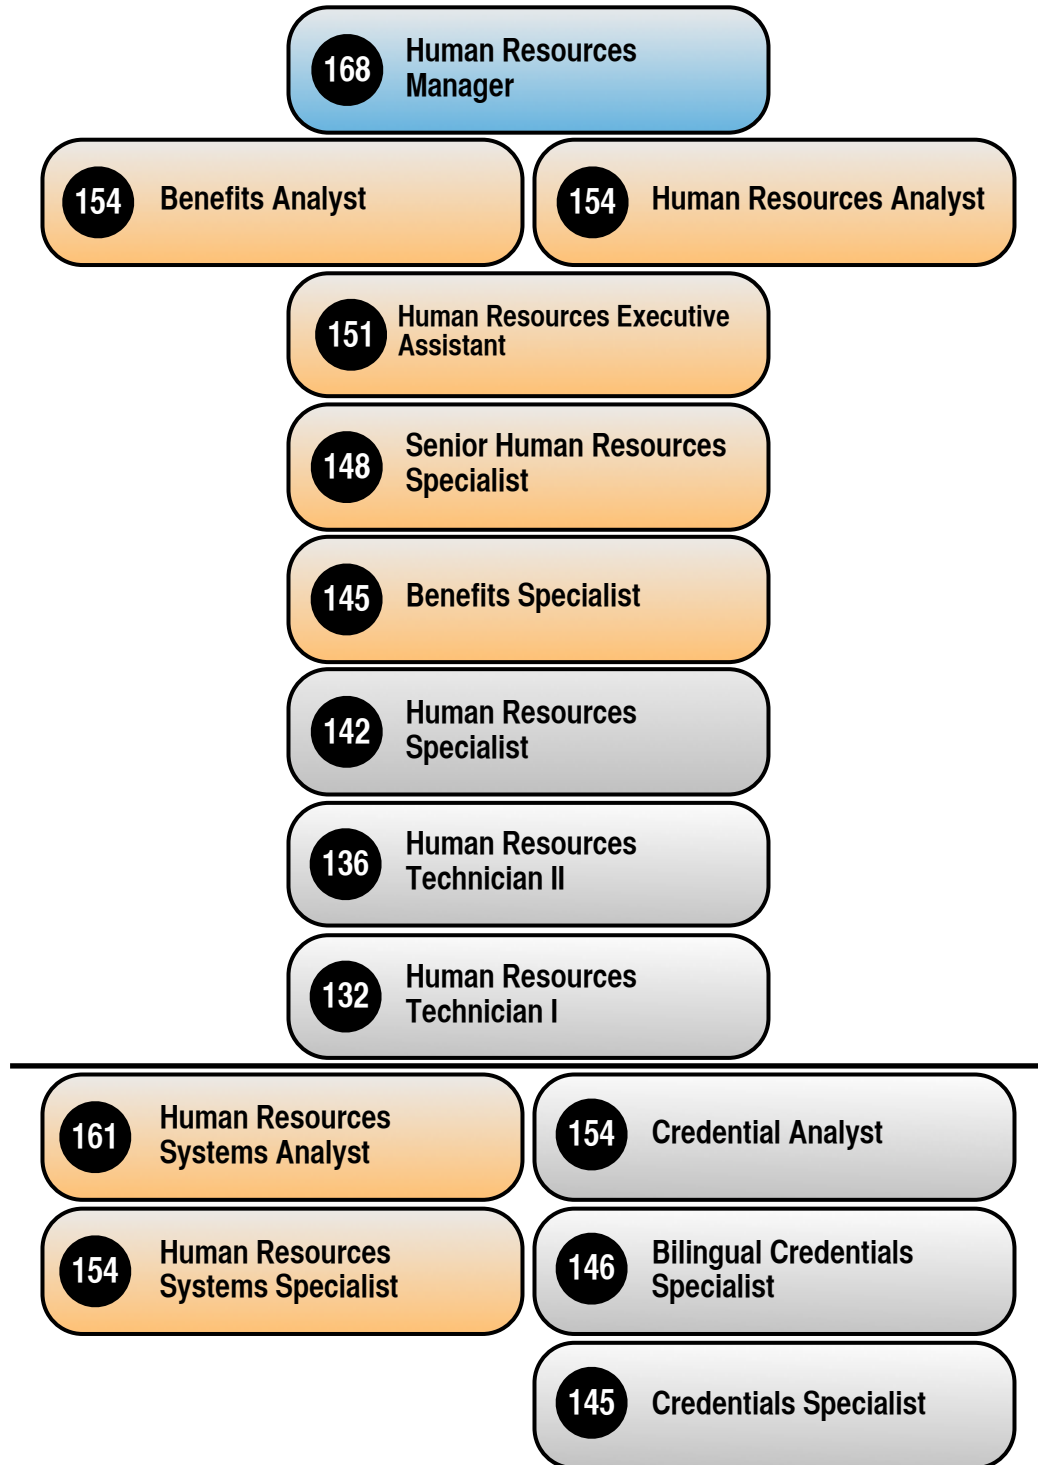 168
Human Resources
Manager
154
Benefits Analyst
154
Human Resources Analyst
151
Human Resources Executive
Assistant
148
Senior Human Resources
Specialist
145
Benefits Specialist
142
Human Resources
Specialist
136
Human Resources
Technician II
132
Human Resources
Technician I
161
Human Resources
Systems Analyst
154
Credential Analyst
154
Human Resources
Systems Specialist
146
Bilingual Credentials
Specialist
145
Credentials Specialist